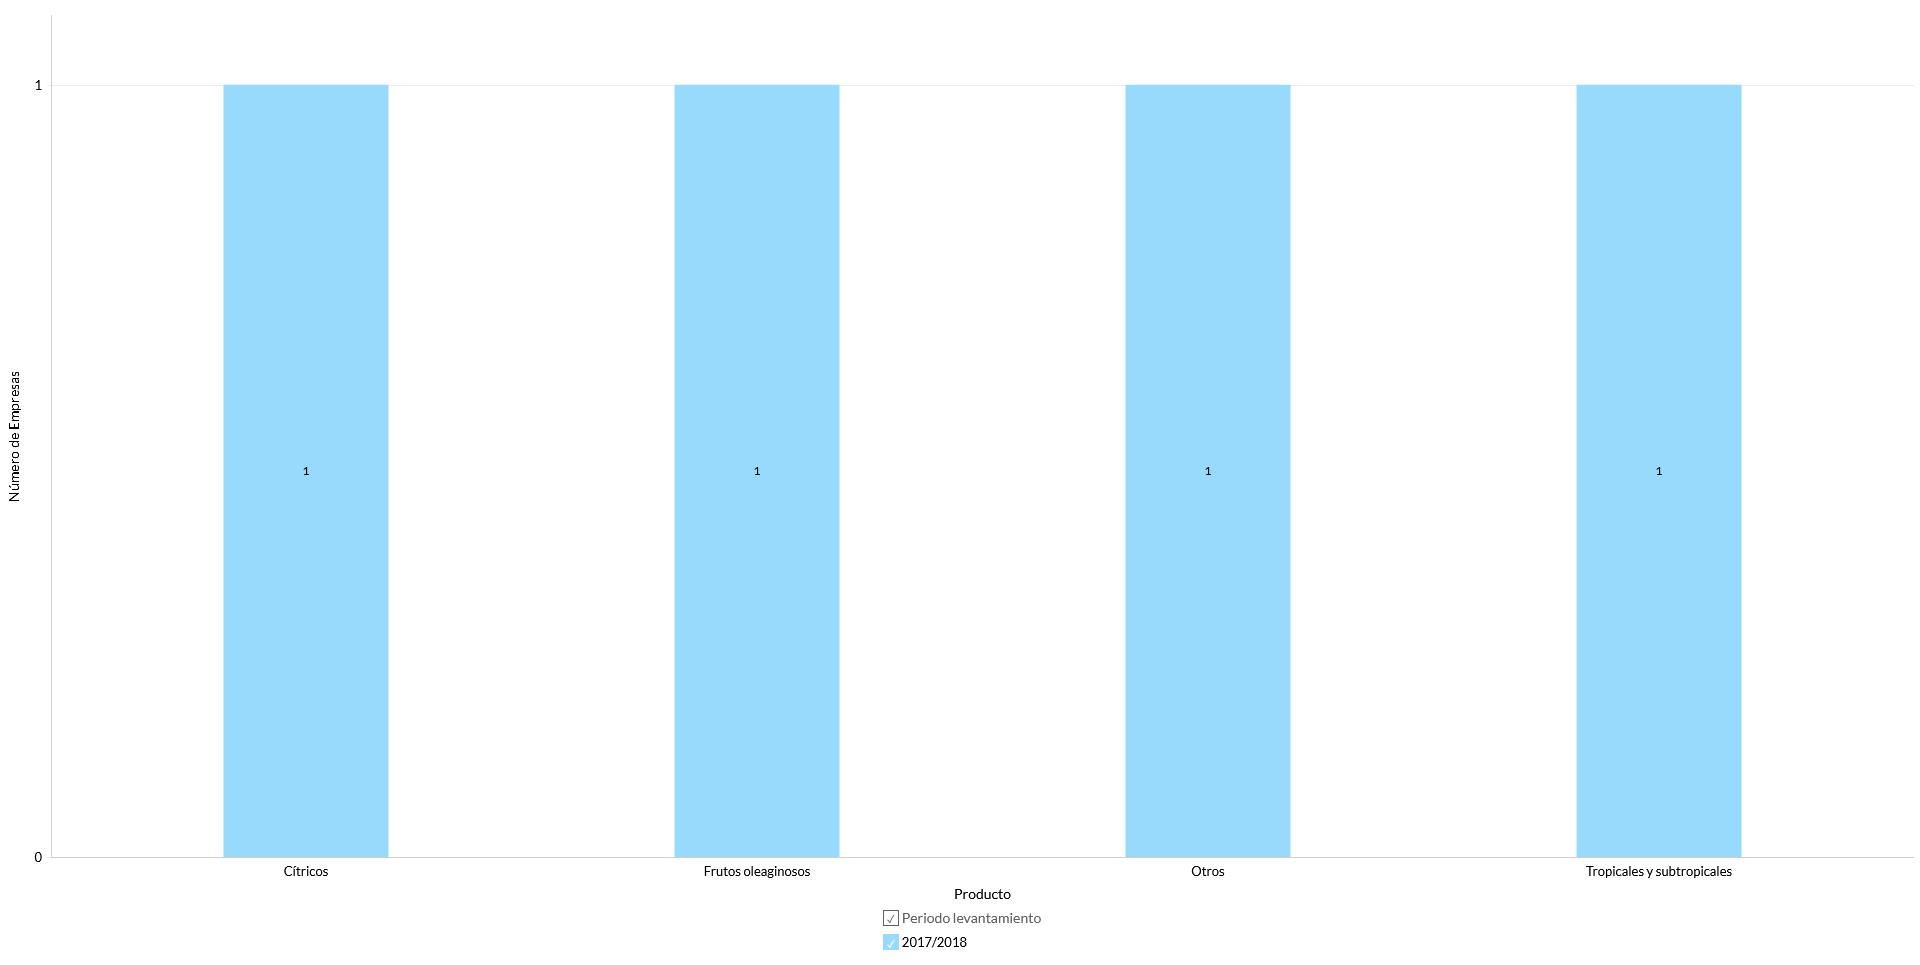 1
0
Número de Empresas
1
1
1
1
Cítricos
Frutos oleaginosos
Otros
Tropicales y subtropicales
Producto
Periodo levantamiento
2017/2018